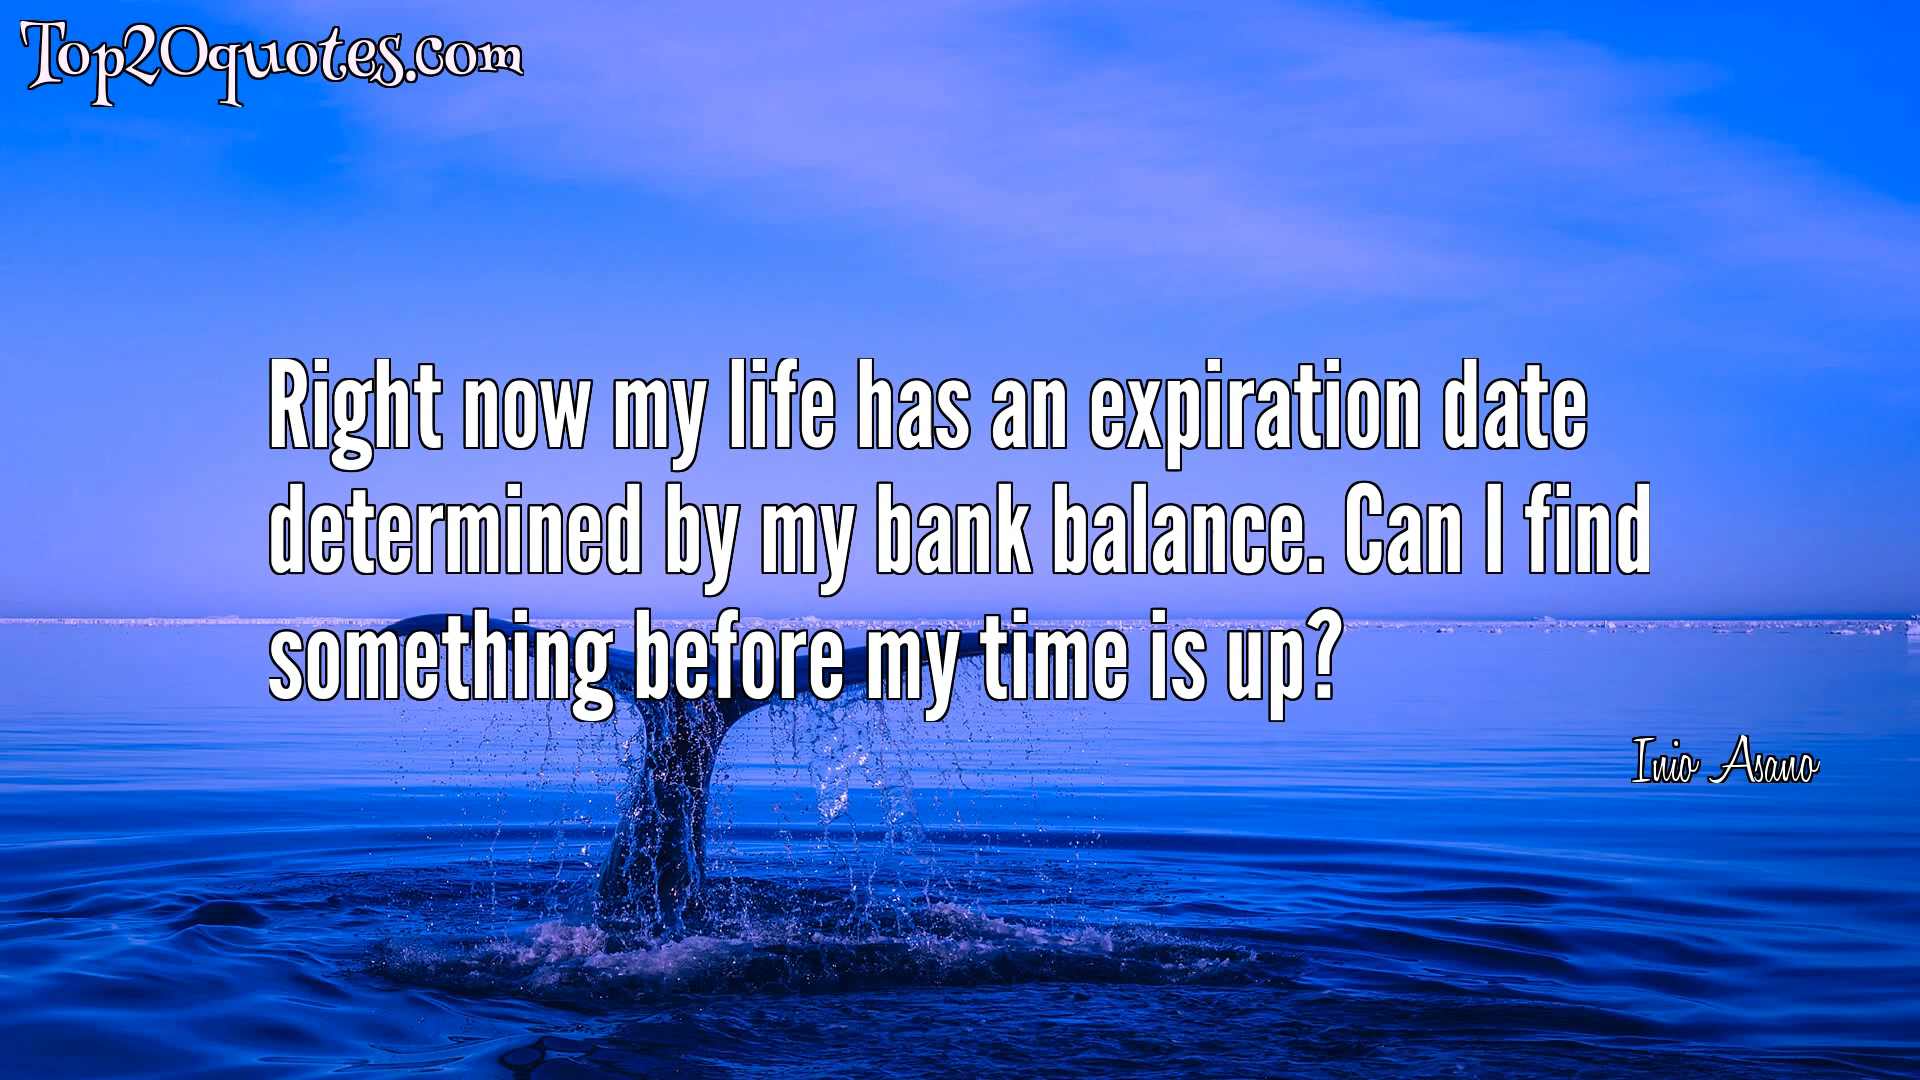 Top20quotes.com
Right now my life has an expiration date
determined by my bank balance. Can I find
something before my time is up?
Inio Asano